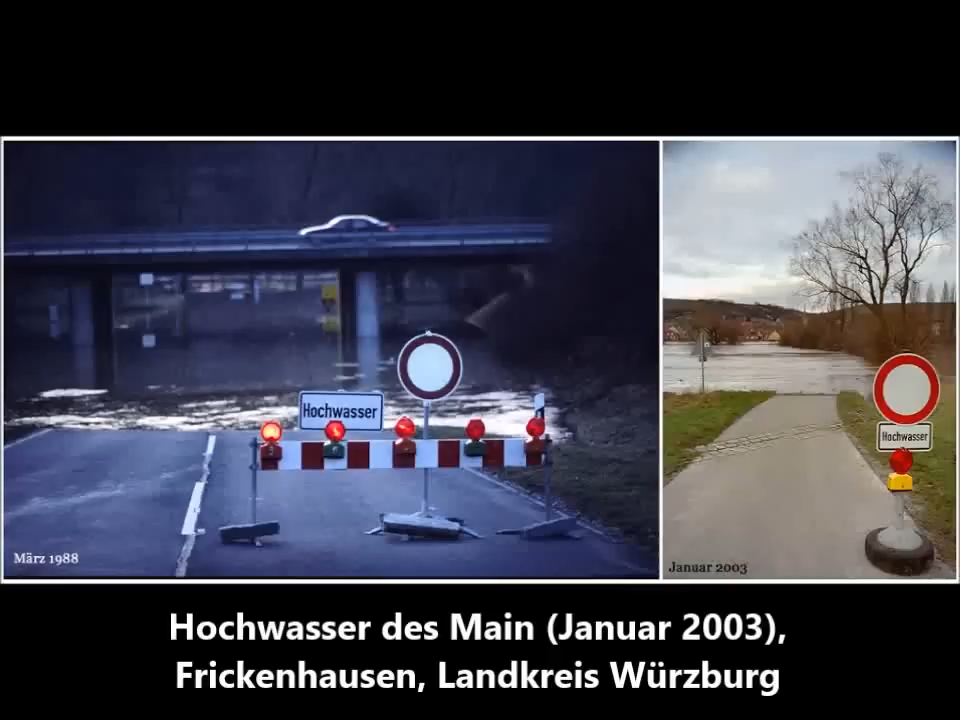 Hochwasser
Hochwasser
März 1988
Januar 2003
Hochwasser des Main (Januar 2003),
Frickenhausen, Landkreis Würzburg